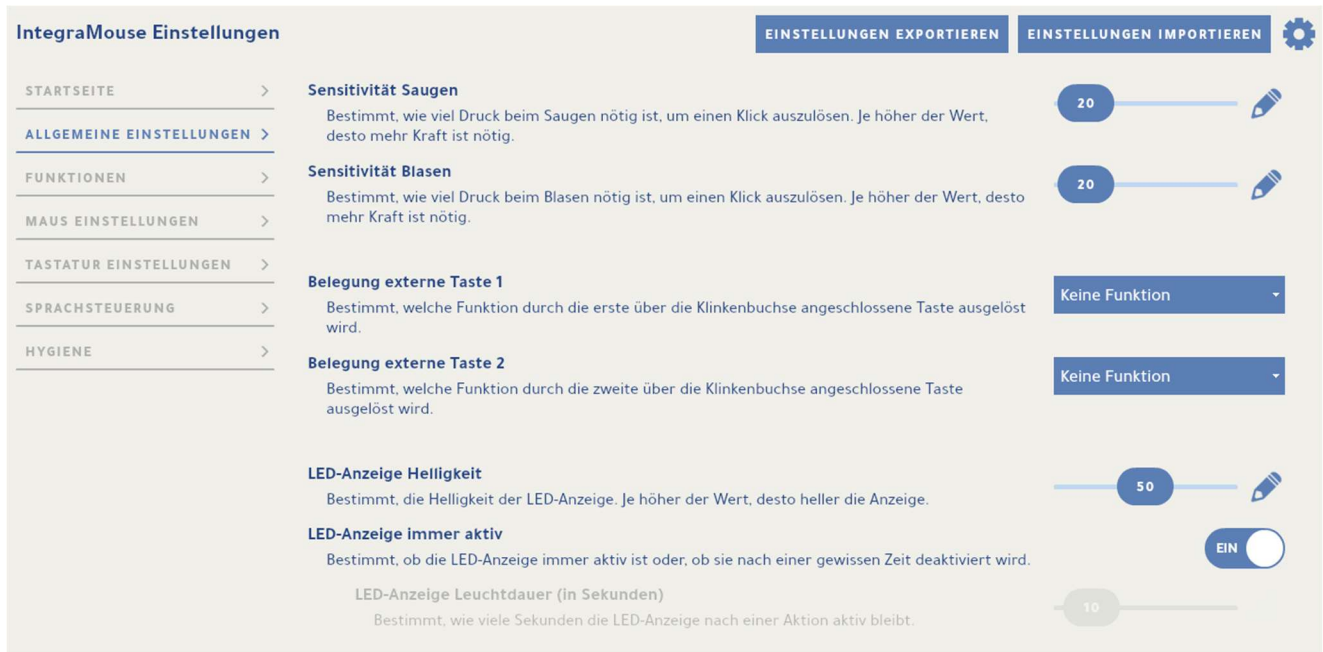 IntegraMouse Einstellungen
EINSTELLUNGEN EXPORTIEREN
EINSTELLUNGEN IMPORTIEREN
STARTSEITE
ALLGEMEINE EINSTELLUNGEN
FUNKTIONEN
MAUS EINSTELLUNGEN
TASTATUR EINSTELLUNGEN
SPRACHSTEUERUNG
HYGIENE
Sensitivität Saugen
Bestimmt, wie viel Druck beim Saugen nötig ist, um einen Klick auszulösen. Je höher der Wert,
desto mehr Kraft ist nötig.
20
Sensitivität Blasen
Bestimmt, wie viel Druck beim Blasen nötig ist, um einen Klick auszulösen. Je höher der Wert, desto
mehr Kraft ist nötig.
20
Belegung externe Taste 1
Bestimmt, welche Funktion durch die erste über die Klinkenbuchse angeschlossene Taste ausgelöst
wird.
Keine Funktion
Belegung externe Taste 2
Bestimmt, welche Funktion durch die zweite über die Klinkenbuchse angeschlossene Taste
ausgelöst wird.
Keine Funktion
LED-Anzeige Helligkeit
Bestimmt, die Helligkeit der LED-Anzeige. Je höher der Wert, desto heller die Anzeige.
50
LED-Anzeige immer aktiv
Bestimmt, ob die LED-Anzeige immer aktiv ist oder, ob sie nach einer gewissen Zeit deaktiviert wird.
EIN
LED-Anzeige Leuchtdauer (in Sekunden)
Bestimmt, wie viele Sekunden die LED-Anzeige nach einer Aktion aktiv bleibt.
10